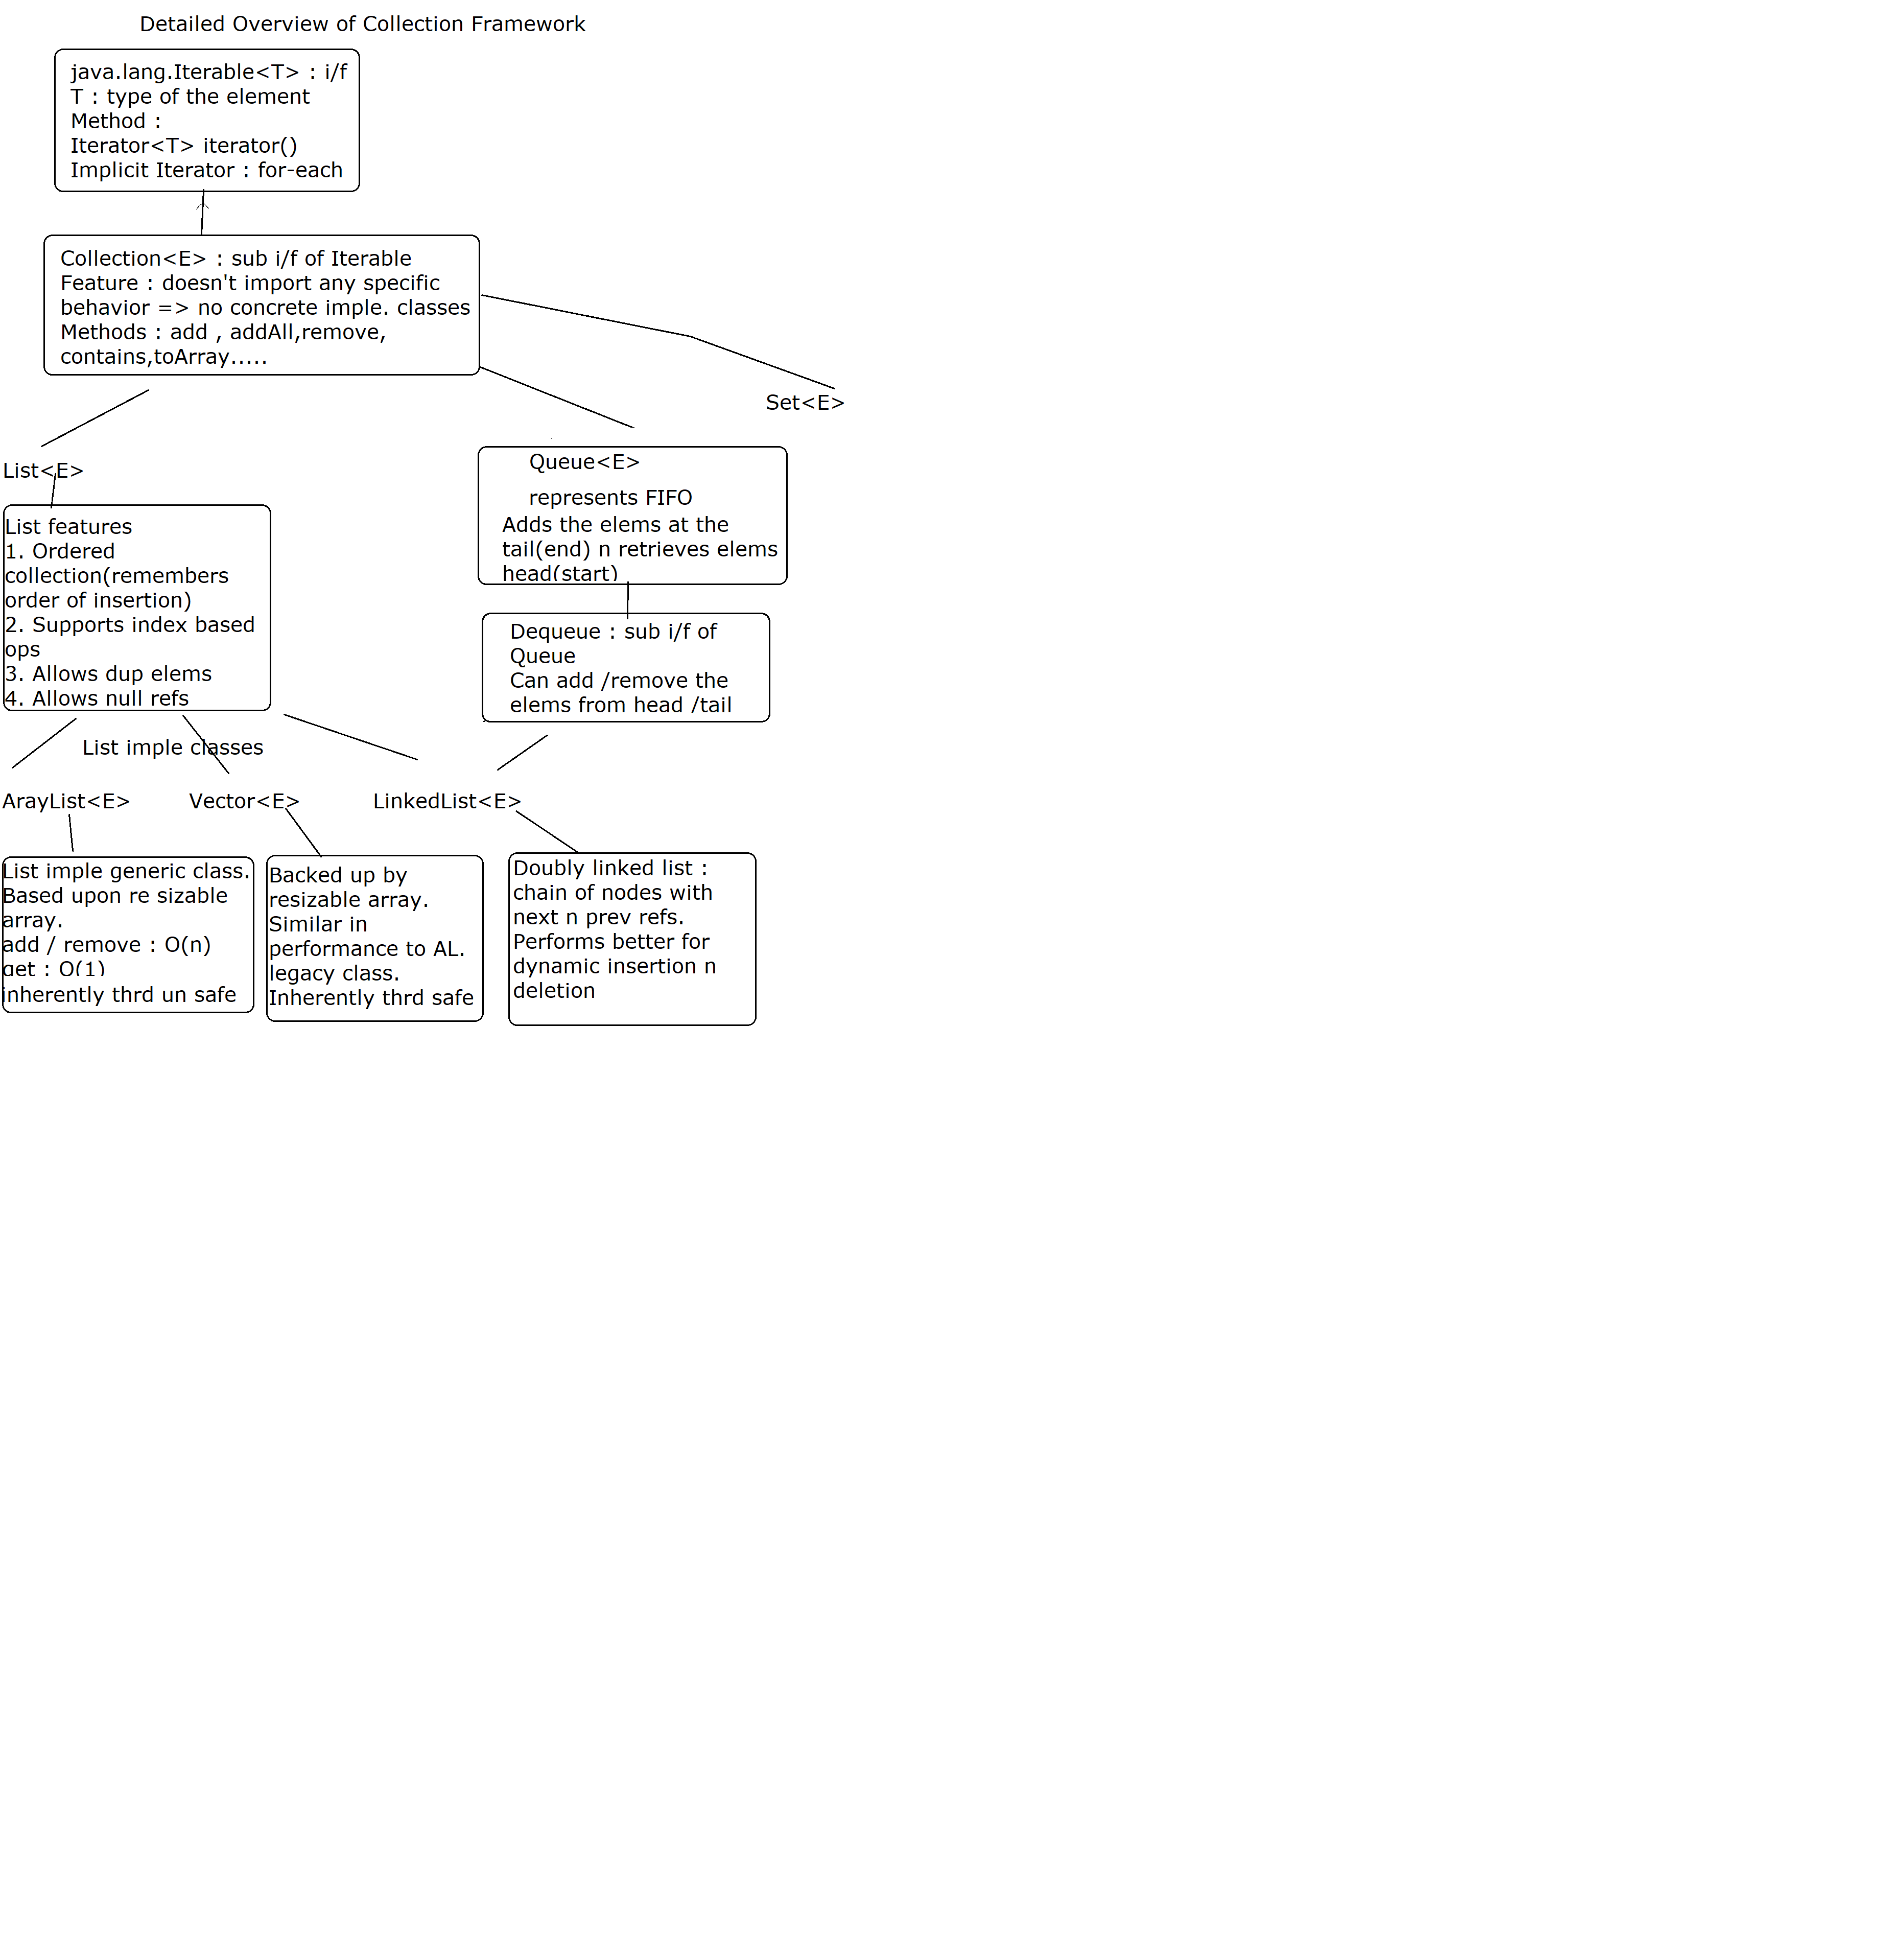 Detailed Overview of Collection Framework
java.lang.Iterable<T> : i/f
T : type of the element
Method :
Iterator<T> iterator()
Implicit Iterator : for-each
Collection<E> : sub i/f of Iterable
Feature : doesn't import any specific
behavior => no concrete imple. classes
Methods : add , addAll,remove,
contains,toArray.....
Set<E>
List<E>
Queue<E>
represents FIFO
Adds the elems at the
tail(end) n retrieves elems
head(start)
List features
1. Ordered
collection(remembers
order of insertion)
2. Supports index based
ops
3. Allows dup elems
4. Allows null refs
Dequeue : sub i/f of
Queue
Can add /remove the
elems from head /tail
List imple classes
ArayList<E>
Vector<E>
LinkedList<E>
List imple generic class.
Based upon re sizable
array.
add / remove : O(n)
get : O(1)
inherently thrd un safe
Backed up by
resizable array.
Similar in
performance to AL.
legacy class.
Inherently thrd safe
Doubly linked list :
chain of nodes with
next n prev refs.
Performs better for
dynamic insertion n
deletion